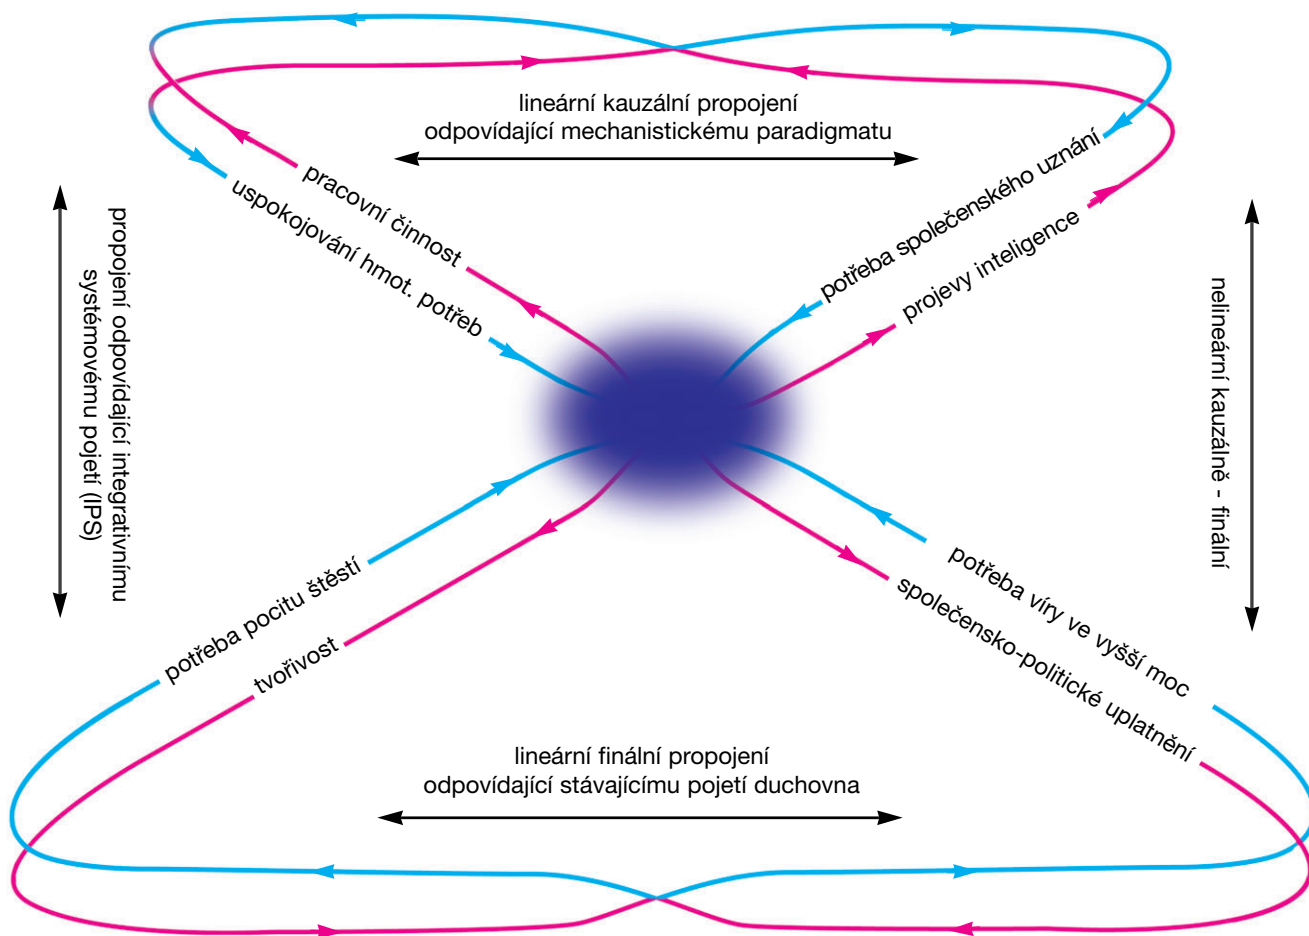 lineární kauzální propojení
odpovídající mechanistickému paradigmatu
pracovní činnost
uspokojování hmot. potřeb
potřeba společenského uznání
projevy inteligence
propojení odpovídající integrativnímu
systémovému pojetí (IPS)
nelineární kauzálně - finální
potřeba pocitu štěstí
tvořivost
potřeba víry ve vyšší moc
společensko-politické uplatnění
lineární finální propojení
odpovídající stávajícímu pojetí duchovna